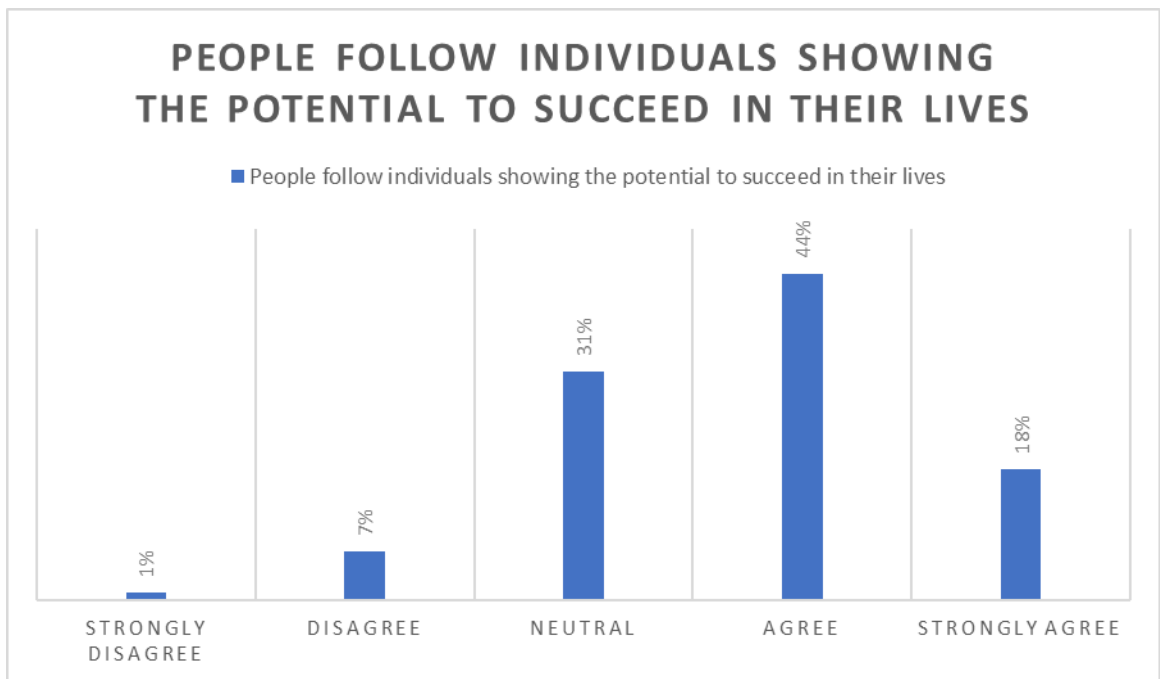 PEOPLE FOLLOW INDIVIDUALS SHOWING
THE POTENTIAL TO SUCCEED IN THEIR LIVES
People follow individuals showing the potential to succeed in their lives
1%
7%
31%
44%
18%
STRONGLY
DISAGREE
DISAGREE
NEUTRAL
AGREE
STRONGLY AGREE